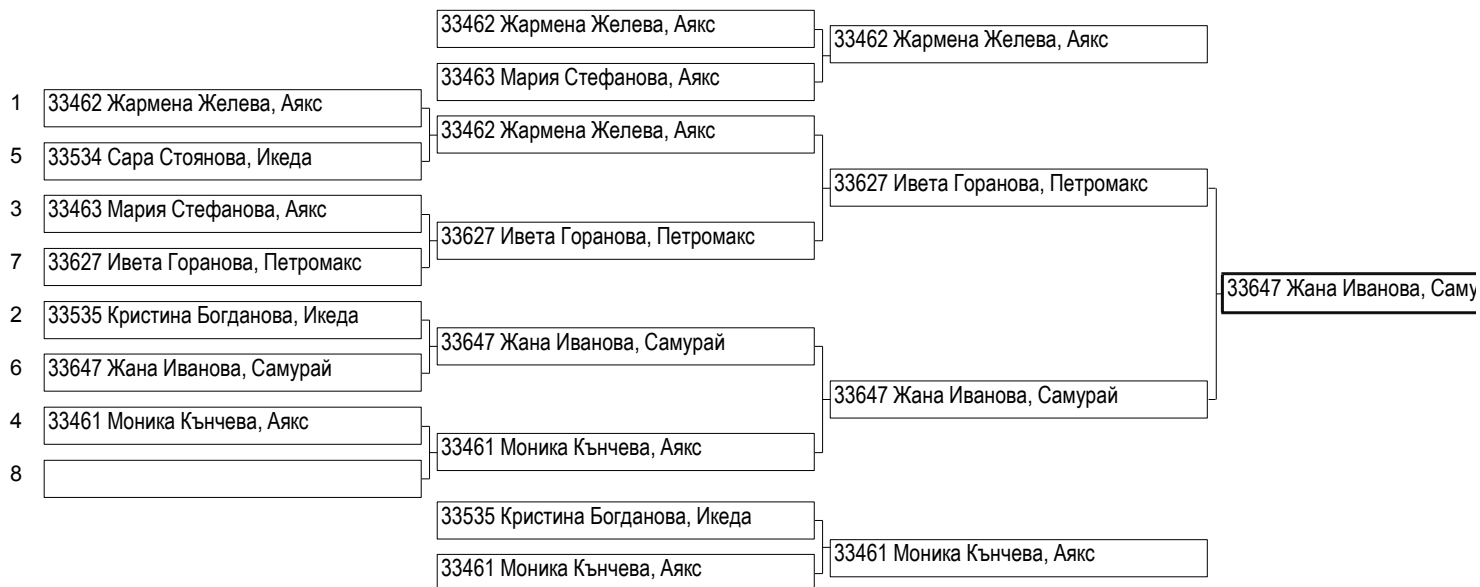 33462 Жармена Желева, Аякс
33462 Жармена Желева, Аякс
33463 Мария Стефанова, Аякс
1 33462 Жармена Желева, Аякс
33462 Жармена Желева, Аякс
5 33534 Сара Стоянова, Икеда
33627 Ивета Горанова, Петромакс
3 33463 Мария Стефанова, Аякс
33627 Ивета Горанова, Петромакс
7 33627 Ивета Горанова, Петромакс
33647 Жана Иванова, Саму
2 33535 Кристина Богданова, Икеда
33647 Жана Иванова, Самурай
6 33647 Жана Иванова, Самурай
33647 Жана Иванова, Самурай
4 33461 Моника Кънчева, Аякс
33461 Моника Кънчева, Аякс
8
33535 Кристина Богданова, Икеда
33461 Моника Кънчева, Аякс
33461 Моника Кънчева, Аякс